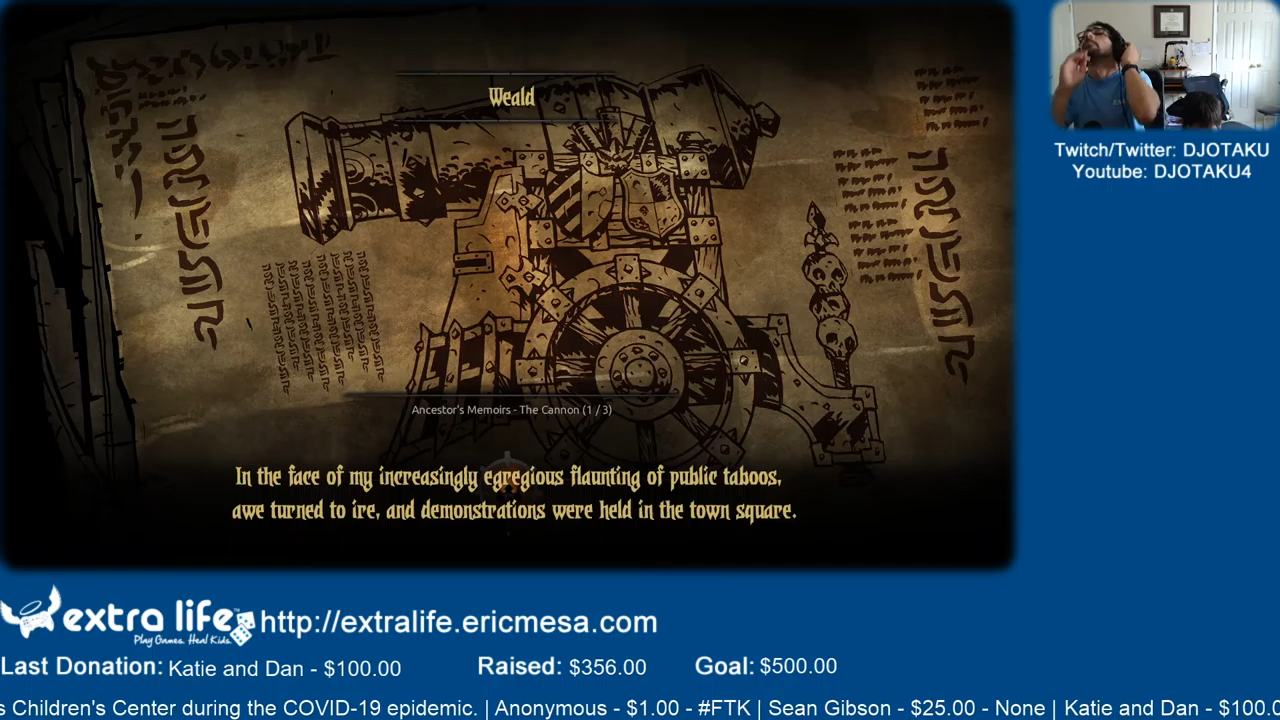 Weald
Twitch/Twitter: DJOTAKU
Youtube: DJOTAKU4
Ancestor's Memoirs - The Cannon (1 / 3)
In the face of my increasingly egregious flaunting of public taboos,
awe turned to ire, and demonstrations were held in the town square.
extra life
Play Games. Heal Kids.
http://extralife.ericmesa.com
Last Donation: Katie and Dan - $100.00 Raised: $356.00 Goal: $500.00
s Children's Center during the COVID-19 epidemic. | Anonymous - $1.00 - #FTK | Sean Gibson - $25.00 - None | Katie and Dan - $100.0